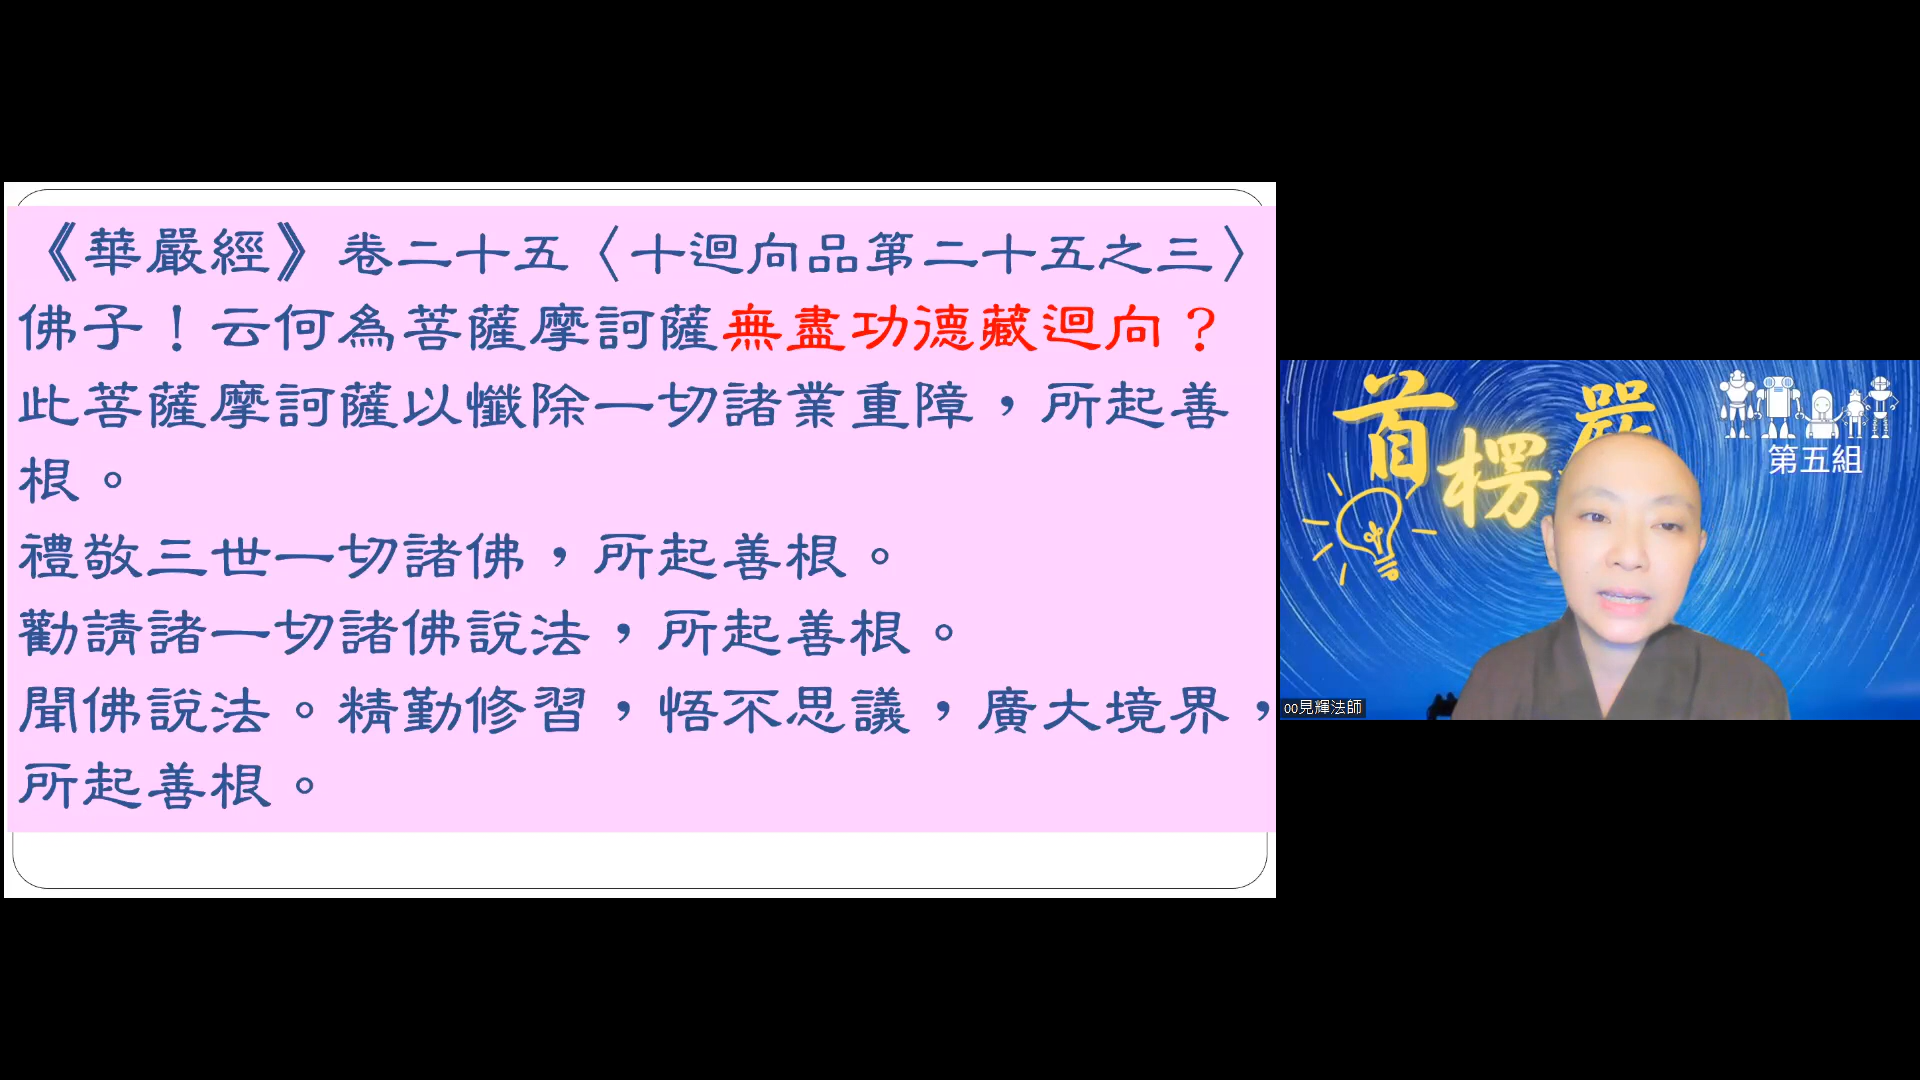 《華嚴經》卷二十五〈十迴向品第二十五之三〉
佛子！云何為菩薩摩訶薩無盡功德藏迴向？
此菩薩摩訶薩以懺除一切諸業重障，所起善
根。
禮敬三世一切諸佛，所起善根。
勸請諸一切諸佛說法，所起善根。
聞佛說法。精勤修習，悟不思議，廣大境界，
所起善根。
首楞嚴
第五組
oo見輝法師